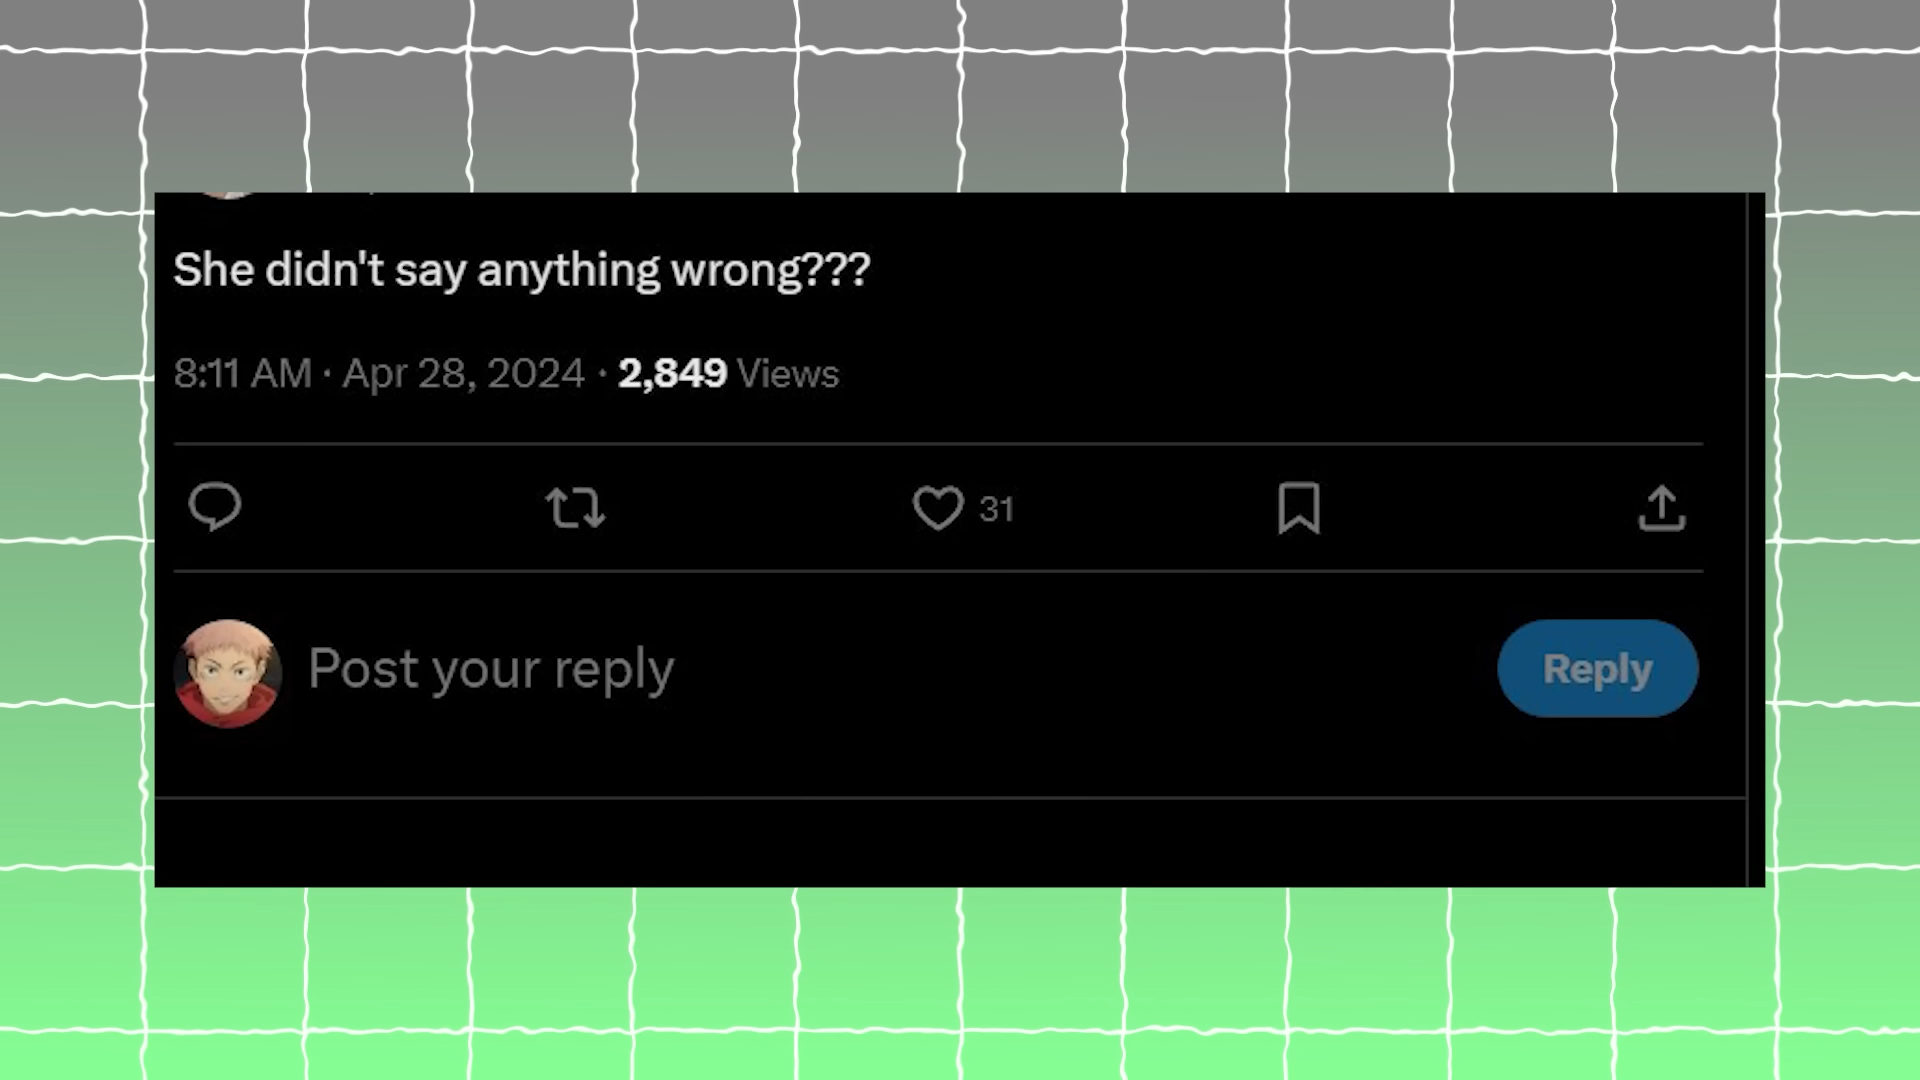 She didn't say anything wrong???
8:11 AM · Apr 28, 2024 · 2,849 Views
31
Post your reply
Reply